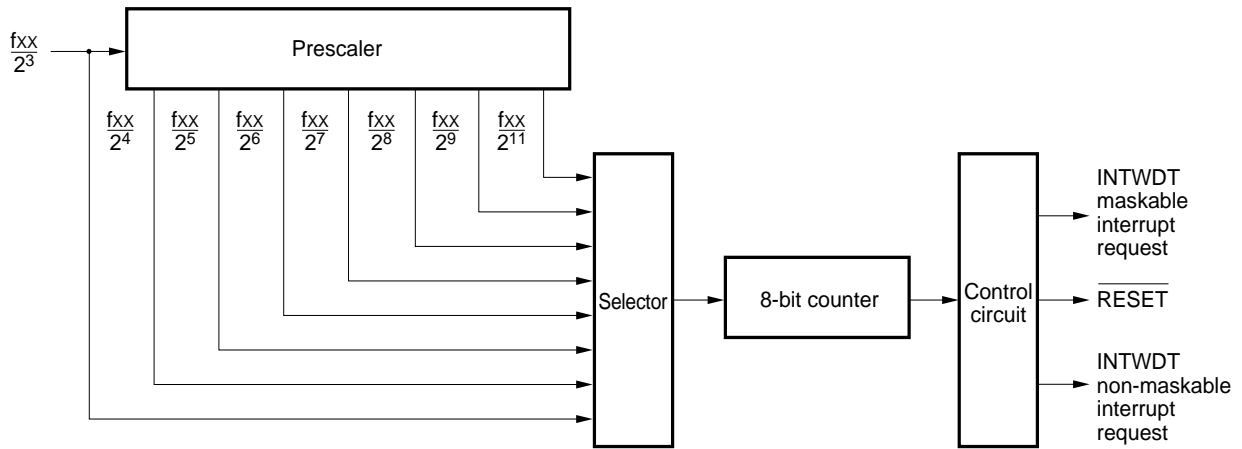 fxx
2³
Prescaler
fxx
2⁴
fxx
2⁵
fxx
2⁶
fxx
2⁷
fxx
2⁸
fxx
2⁹
fxx
2¹¹
Selector
8-bit counter
Control
circuit
INTWDT
maskable
interrupt
request
RESET
INTWDT
non-maskable
interrupt
request